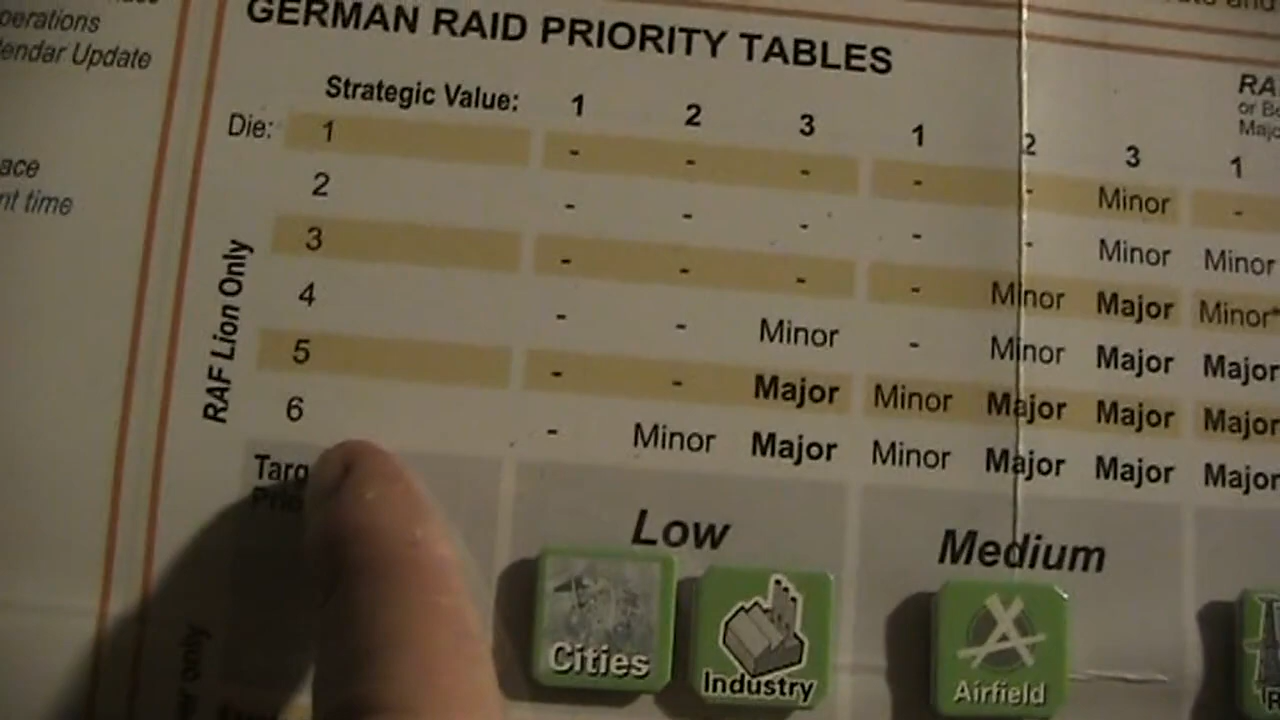 perations
endar Update
ace
nt time
GERMAN RAID PRIORITY TABLES
Strategic Value: 1 2 3 1 2 3 1
Die: 1 - - - - - Minor -
2 - - - - - Minor Minor
3 - - - - Minor Major Minor*
4 - - Minor - Minor Major Major
5 - - Major Minor Major Major Major
6 - Minor Major Minor Major Major Major
RAF Lion Only
Targ
Low Medium
Cities Industry Airfield
RA
or B
Majo
only